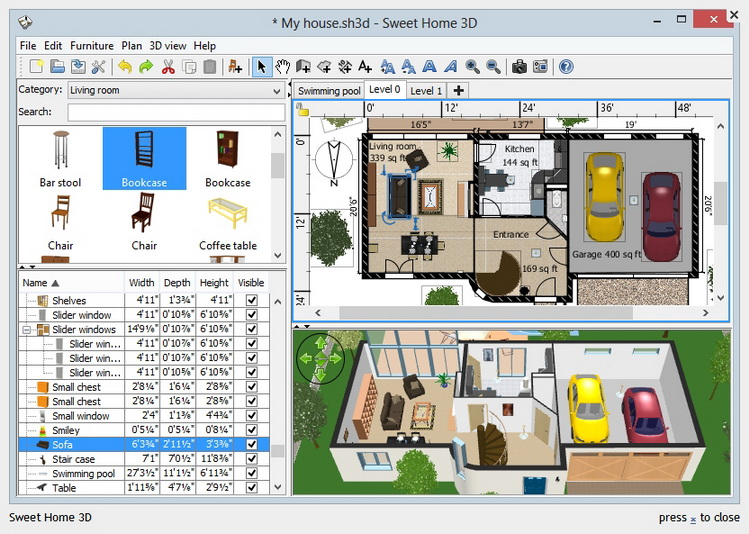 * My house.sh3d - Sweet Home 3D
File Edit Furniture Plan 3D view Help
Category: Living room
Search:
Bar stool Bookcase Bookcase
Chair Chair Coffee table
Name Width Depth Height Visible
Shelves 4'11" 1'3¾" 4'11"
Slider window 4'11" 0'10⅝" 6'10⅝"
Slider windows 14'9⅛" 0'10⅞" 6'10⅝"
Slider win... 4'11" 0'10⅞" 6'10⅝"
Slider win... 4'11" 0'10⅞" 6'10⅝"
Slider win... 4'11" 0'10⅞" 6'10⅝"
Small chest 2'8¼" 1'6¼" 2'8⅜"
Small chest 2'8¼" 1'6¼" 2'8⅜"
Small window 2'4" 1'1⅜" 4'4¾"
Smiley 0'5¼" 0'5¼" 0'8¼"
Sofa 6'3¾" 2'11½" 3'3⅜"
Stair case 7'1" 70'½" 11'8⅜"
Swimming pool 27'3½" 11'1½" 6'11¾"
Table 1'11⅝" 4'7⅛" 2'9½"
Swimming pool Level 0 Level 1
0' 12' 24' 36' 48'
0'
12'
24'
16'5" 13'7" 19'
20'6"
20'6"
N
Living room
339 sq ft
Kitchen
144 sq ft
Entrance
169 sq ft
Garage 400 sq ft
Sweet Home 3D
press x to close